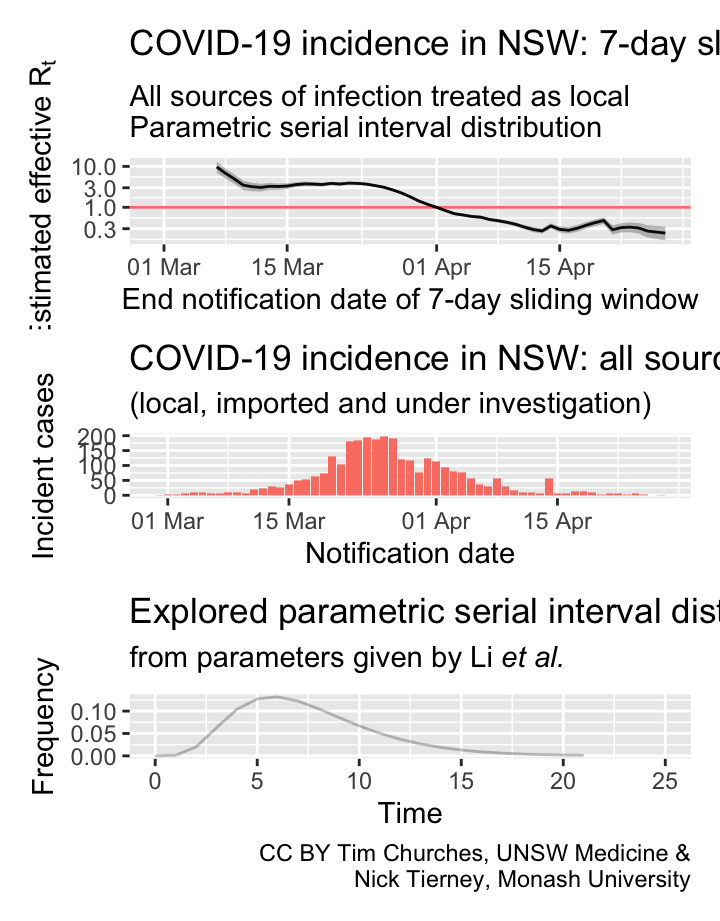 COVID-19 incidence in NSW: 7-day sl
All sources of infection treated as local
Parametric serial interval distribution
:stimated effective Rt
10.0
3.0
1.0
0.3
01 Mar 15 Mar 01 Apr 15 Apr
End notification date of 7-day sliding window
COVID-19 incidence in NSW: all sourc
(local, imported and under investigation)
Incident cases
200
150
100
50
0
01 Mar 15 Mar 01 Apr 15 Apr
Notification date
Explored parametric serial interval dist
from parameters given by Li et al.
Frequency
0.10
0.05
0.00
0 5 10 15 20 25
Time
CC BY Tim Churches, UNSW Medicine &
Nick Tierney, Monash University